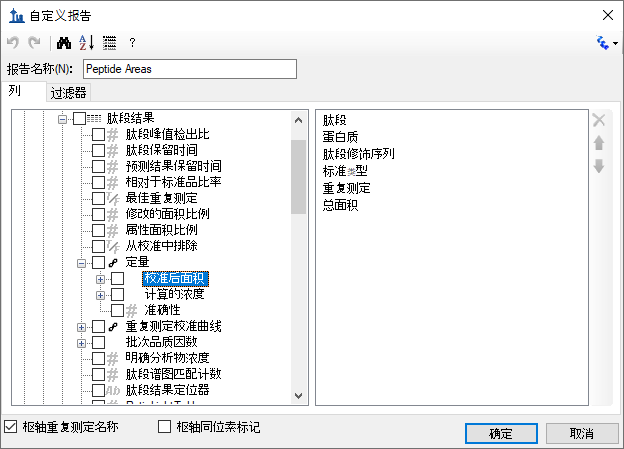 自定义报告
?
报告名称(N):
Peptide Areas
列
过滤器
肽段结果
肽段峰值检出比
肽段保留时间
预测结果保留时间
相对于标准品比率
最佳重复测定
修改的面积比例
属性面积比例
从校准中排除
定量
校准后面积
计算的浓度
准确性
重复测定校准曲线
批次品质因数
明确分析物浓度
肽段谱图匹配计数
肽段结果定位器
肽段
蛋白质
肽段修饰序列
标准类型
重复测定
总面积
枢轴重复测定名称
枢轴同位素标记
确定
取消